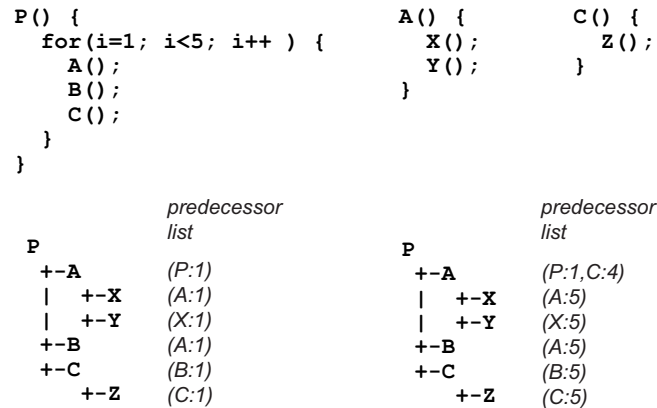 P() {
for(i=1; i<5; i++ ) {
A();
B();
C();
}
}
A() {
X();
Y();
}
C() {
Z();
}
predecessor
list
P
+-A (P:1)
| +-X (A:1)
| +-Y (X:1)
+-B (A:1)
+-C (B:1)
+-Z (C:1)
predecessor
list
P
+-A (P:1,C:4)
| +-X (A:5)
| +-Y (X:5)
+-B (A:5)
+-C (B:5)
+-Z (C:5)